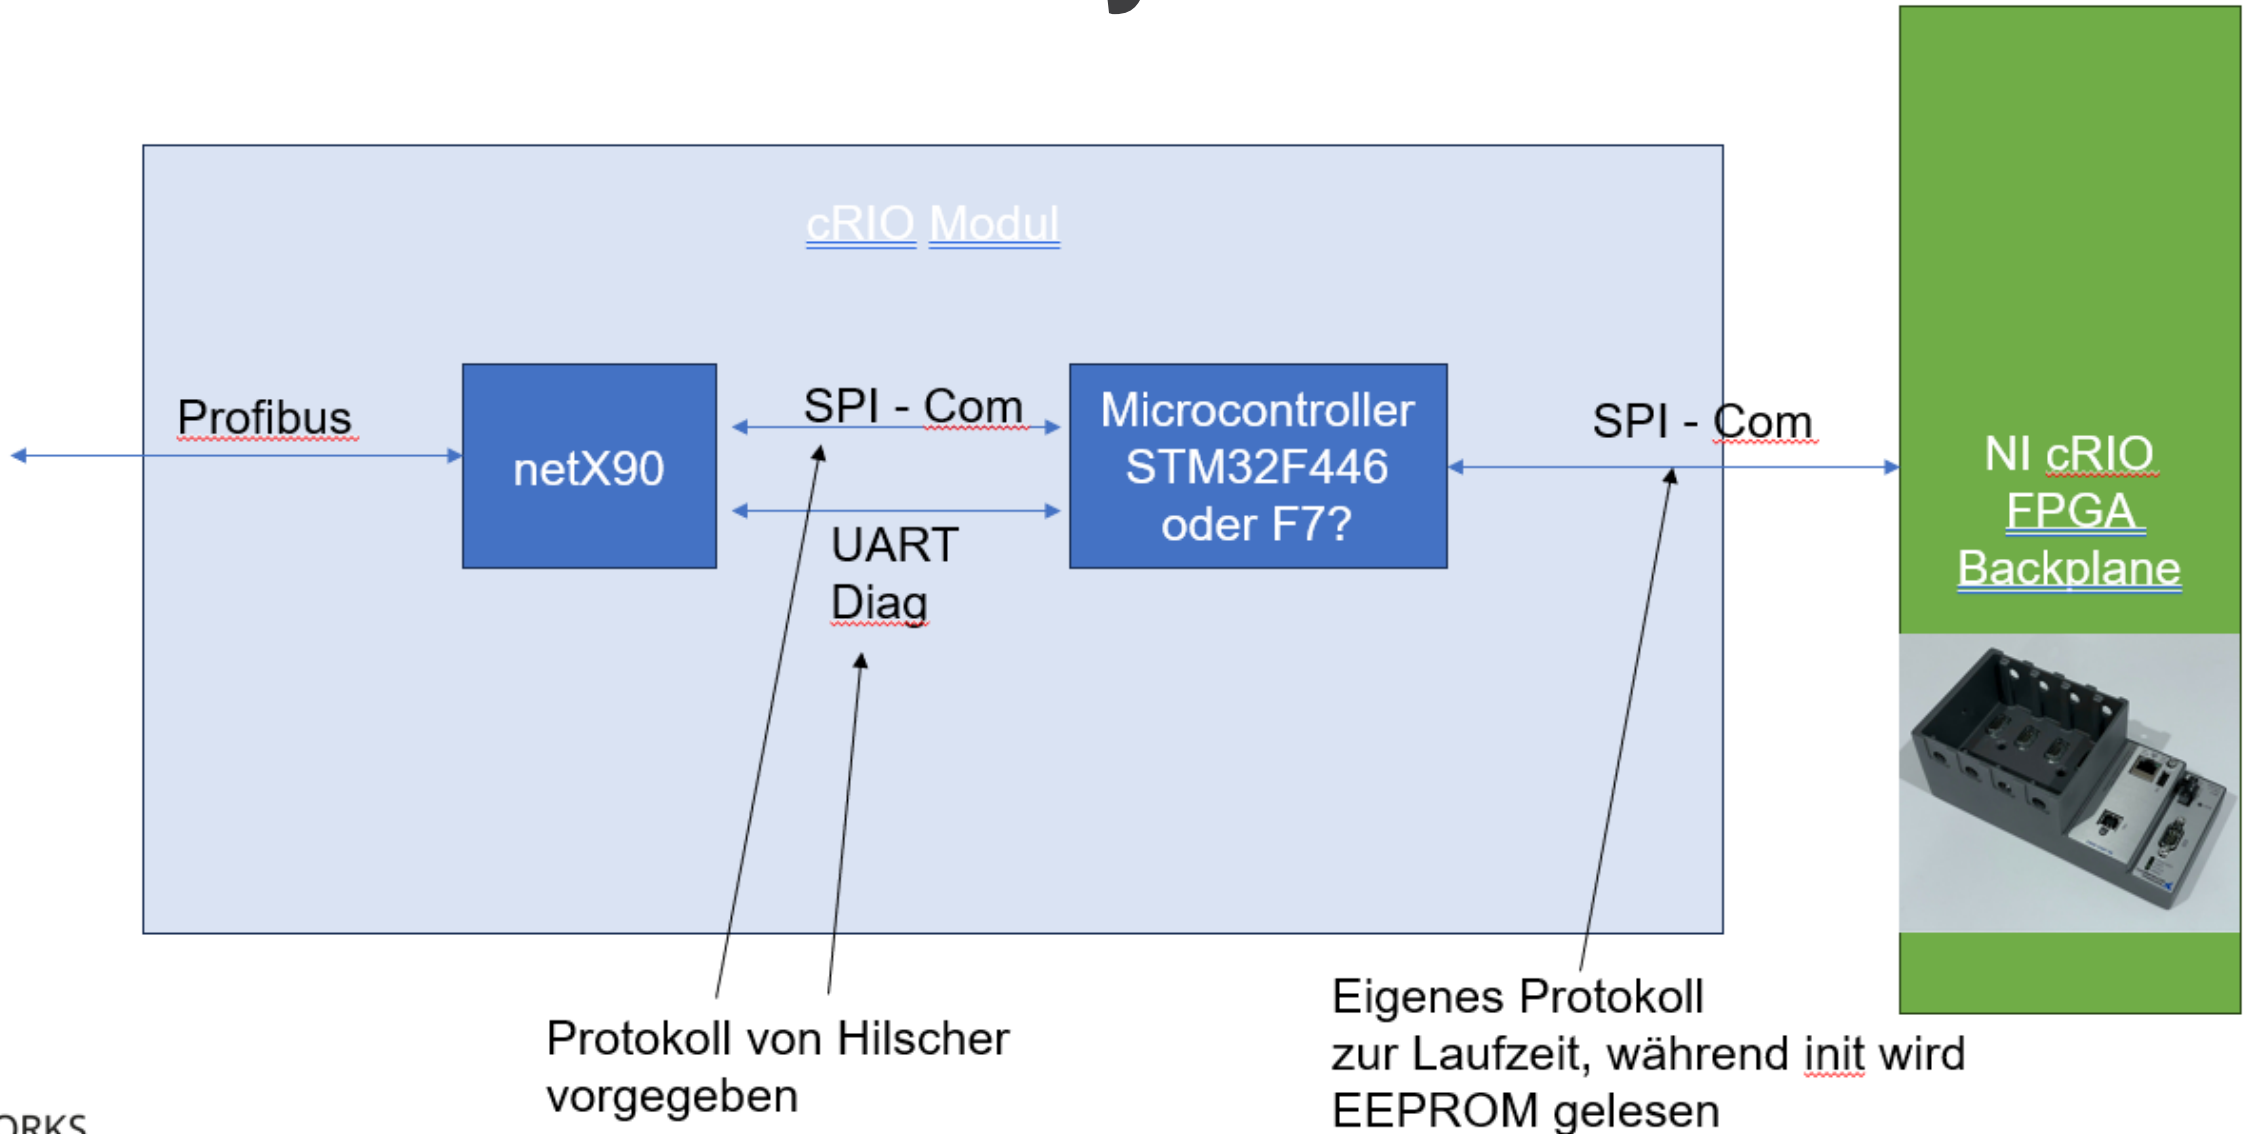 cRIO Modul
Profibus
netX90
SPI - Com
UART
Diag
Microcontroller
STM32F446
oder F7?
SPI - Com
NI cRIO
FPGA
Backplane
Protokoll von Hilscher
vorgegeben
Eigenes Protokoll
zur Laufzeit, während init wird
EEPROM gelesen